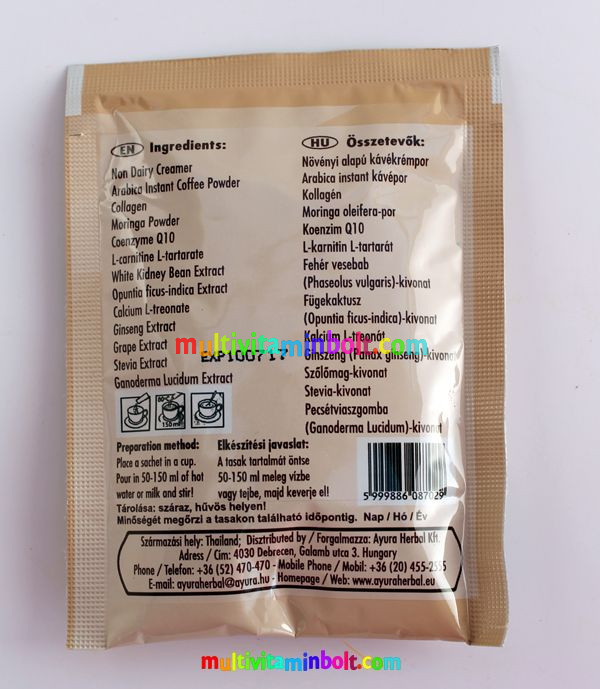 EN Ingredients:
Non Dairy Creamer
Arabica Instant Coffee Powder
Collagen
Moringa Powder
Coenzyme Q10
L-carnitine L-tartarate
White Kidney Bean Extract
Opuntia ficus-indica Extract
Calcium L-treonate
Ginseng Extract
Grape Extract
Stevia Extract
Ganoderma Lucidum Extract
HU Összetevők:
Növényi alapú kávékrémpor
Arabica instant kávépor
Kollagén
Moringa oleifera-por
Koenzim Q10
L-karnitin L-tartarát
Fehér vesebab
(Phaseolus vulgaris)-kivonat
Fügekaktusz
(Opuntia ficus-indica)-kivonat
Kalcium L-treonát
Ginszeng (Panax ginseng)-kivonat
Szőlőmag-kivonat
Stevia-kivonat
Pecsétviaszgomba
(Ganoderma Lucidum)-kivonat
multivitaminbolt.com
EXP100717
150 ml
Preparation method:
Place a sachet in a cup.
Pour in 50-150 ml of hot
water or milk and stir!
Elkészítési javaslat:
A tasak tartalmát öntse
50-150 ml meleg vízbe
vagy tejbe, majd keverje el!
5 999886 087029
Tárolása: száraz, hűvös helyen!
Minőségét megőrzi a tasakon található időpontig. Nap / Hó / Év
Származási hely: Thailand; Disztributed by / Forgalmazza: Ayura Herbal Kft.
Adress / Cím: 4030 Debrecen, Galamb utca 3. Hungary
Phone / Telefon: +36 (52) 470-470 - Mobile Phone / Mobil: +36 (20) 455-2555
E-mail: ayuraherbal@ayura.hu - Homepage / Web: www.ayuraherbal.eu
multivitaminbolt.com